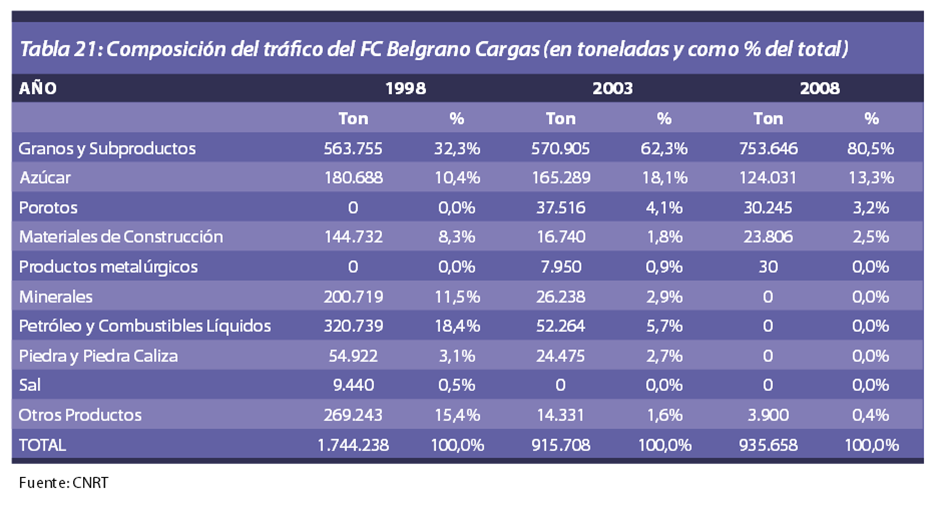 Tabla 21: Composición del tráfico del FC Belgrano Cargas (en toneladas y como % del total)
AÑO 1998 2003 2008
Ton % Ton % Ton %
Granos y Subproductos 563.755 32,3% 570.905 62,3% 753.646 80,5%
Azúcar 180.688 10,4% 165.289 18,1% 124.031 13,3%
Porotos 0 0,0% 37.516 4,1% 30.245 3,2%
Materiales de Construcción 144.732 8,3% 16.740 1,8% 23.806 2,5%
Productos metalúrgicos 0 0,0% 7.950 0,9% 30 0,0%
Minerales 200.719 11,5% 26.238 2,9% 0 0,0%
Petróleo y Combustibles Líquidos 320.739 18,4% 52.264 5,7% 0 0,0%
Piedra y Piedra Caliza 54.922 3,1% 24.475 2,7% 0 0,0%
Sal 9.440 0,5% 0 0,0% 0 0,0%
Otros Productos 269.243 15,4% 14.331 1,6% 3.900 0,4%
TOTAL 1.744.238 100,0% 915.708 100,0% 935.658 100,0%
Fuente: CNRT